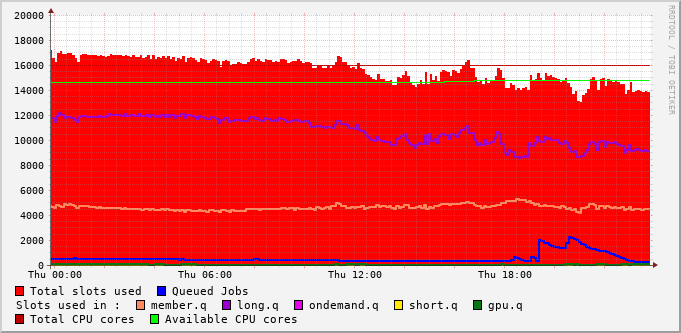 20000
18000
16000
14000
12000
10000
8000
6000
4000
2000
0
Thu 00:00 Thu 06:00 Thu 12:00 Thu 18:00
RRDTOOL / TOBI OETIKER
Total slots used Queued Jobs
Slots used in : member.q long.q ondemand.q short.q gpu.q
Total CPU cores Available CPU cores